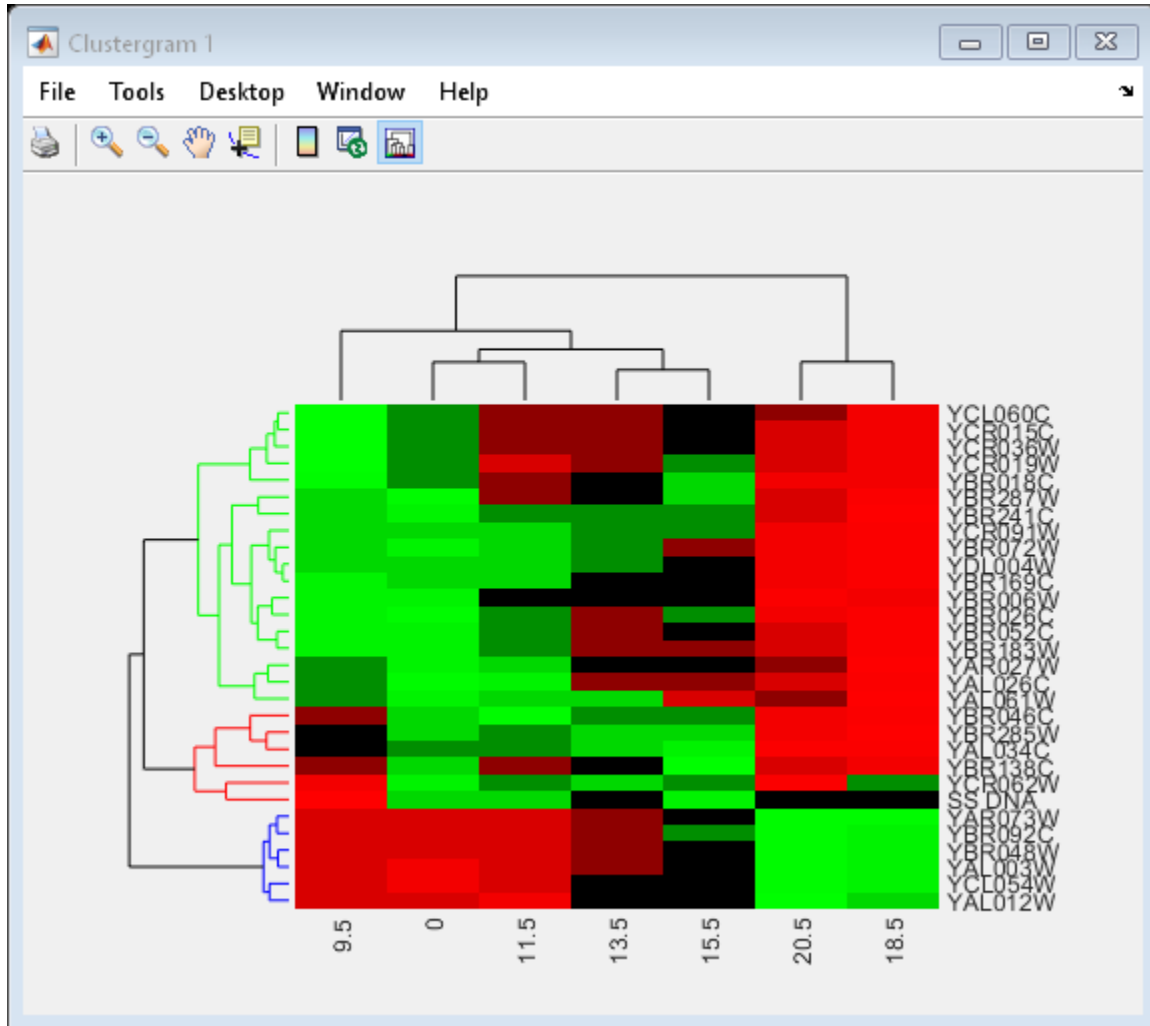 Clustergram 1
File Tools Desktop Window Help
YCL060C
YCR015C
YCR036W
YCR019W
YBR018C
YBR287W
YBR241C
YCR091W
YBR072W
YDL004W
YBR169C
YBR006W
YBR026C
YBR052C
YBR183W
YAR027W
YAL026C
YAL061W
YBR046C
YBR285W
YAL034C
YBR138C
YCR062W
SS DNA
YAR073W
YBR092C
YBR048W
YAL003W
YCL054W
YAL012W
9.5 0 11.5 13.5 15.5 20.5 18.5